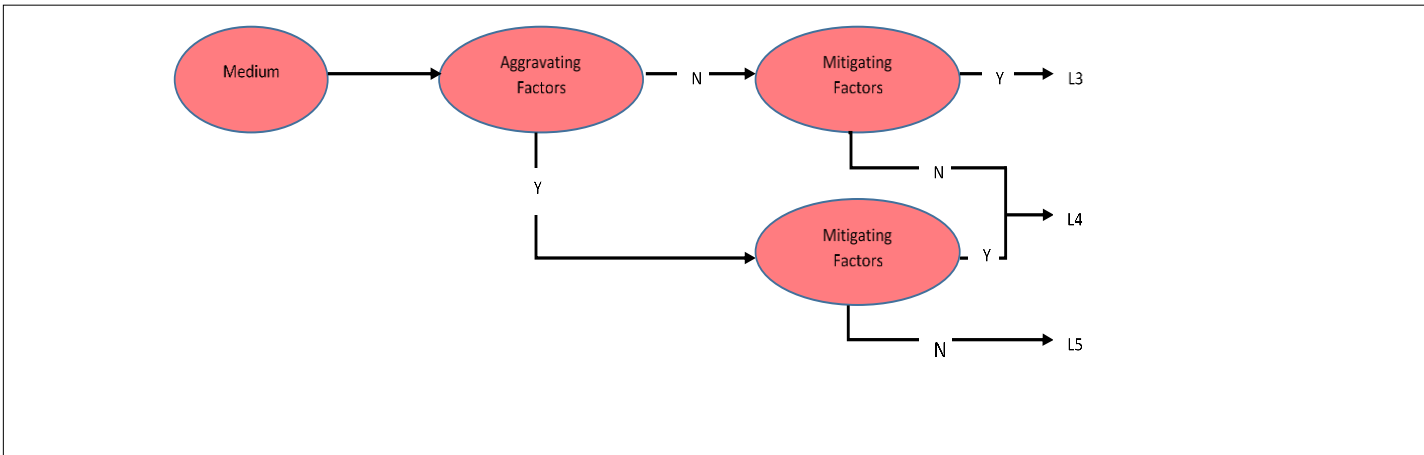 Medium
Aggravating
Factors
N
Mitigating
Factors
Y
L3
N
Y
L4
Mitigating
Factors
Y
N
L5